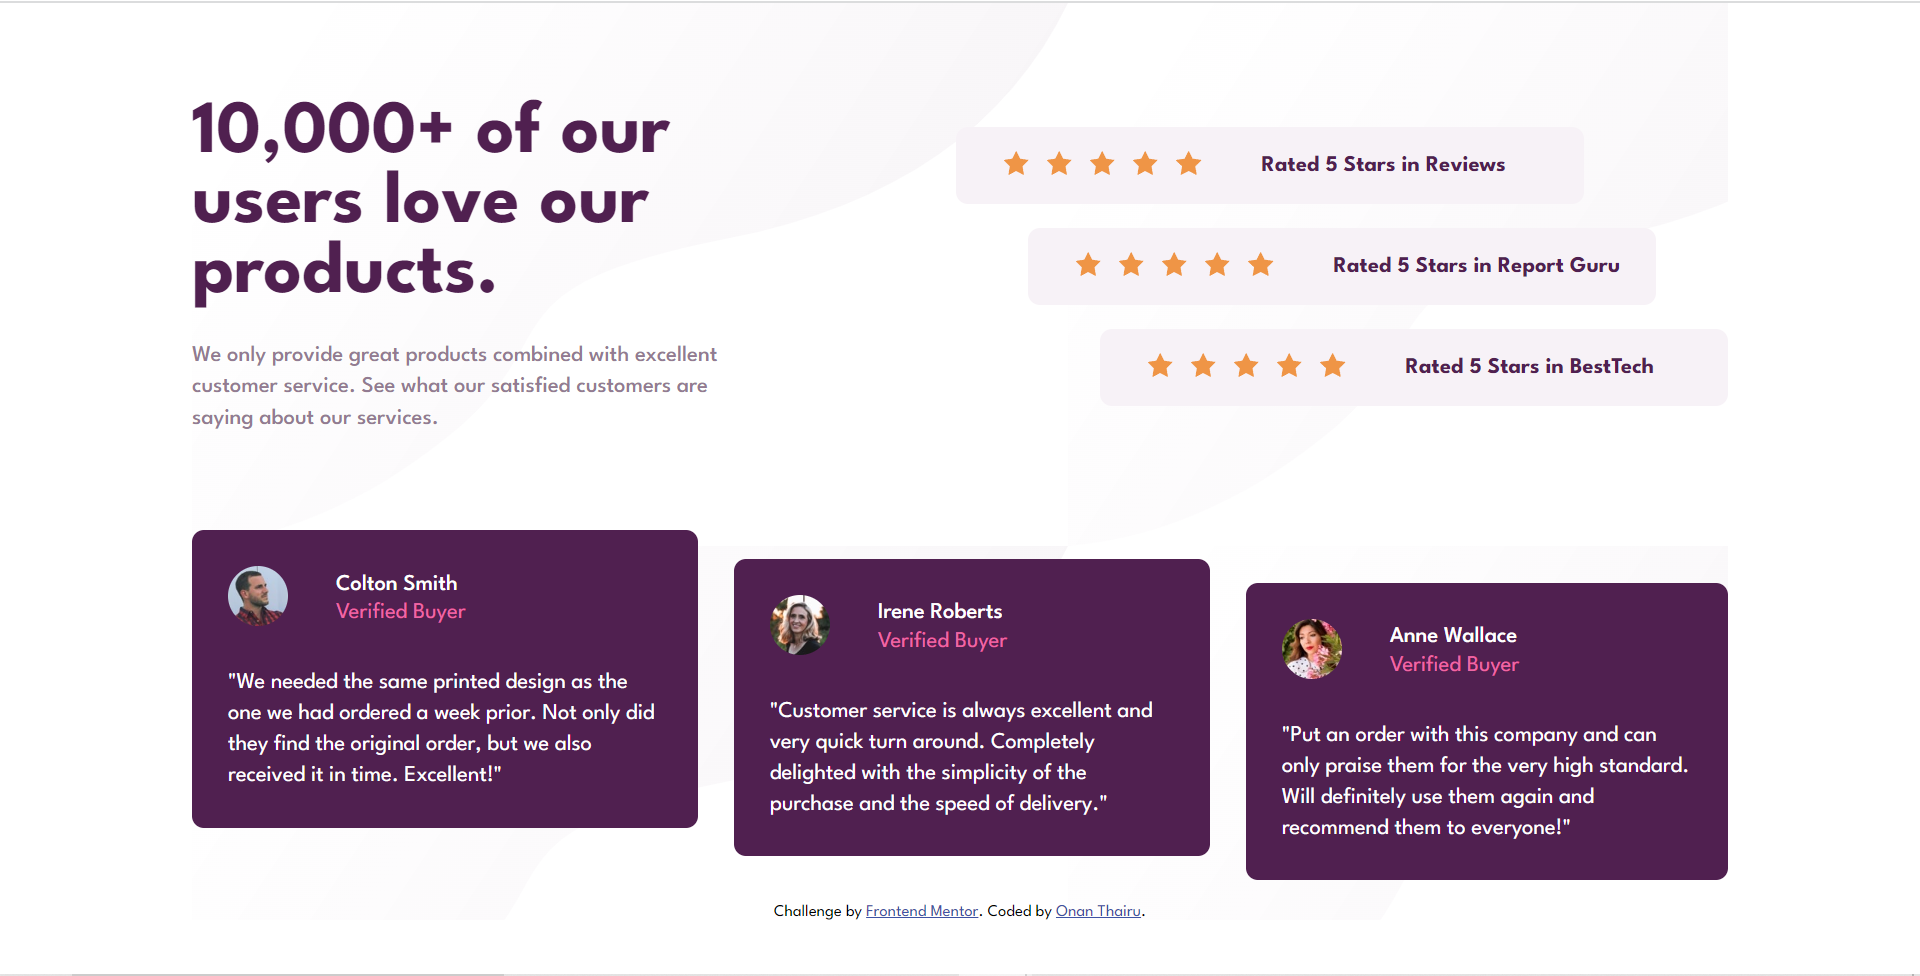 10,000+ of our
users love our
products.
We only provide great products combined with excellent
customer service. See what our satisfied customers are
saying about our services.
Rated 5 Stars in Reviews
Rated 5 Stars in Report Guru
Rated 5 Stars in BestTech
Colton Smith
Verified Buyer
"We needed the same printed design as the
one we had ordered a week prior. Not only did
they find the original order, but we also
received it in time. Excellent!"
Irene Roberts
Verified Buyer
"Customer service is always excellent and
very quick turn around. Completely
delighted with the simplicity of the
purchase and the speed of delivery."
Anne Wallace
Verified Buyer
"Put an order with this company and can
only praise them for the very high standard.
Will definitely use them again and
recommend them to everyone!"
Challenge by Frontend Mentor. Coded by Onan Thairu.